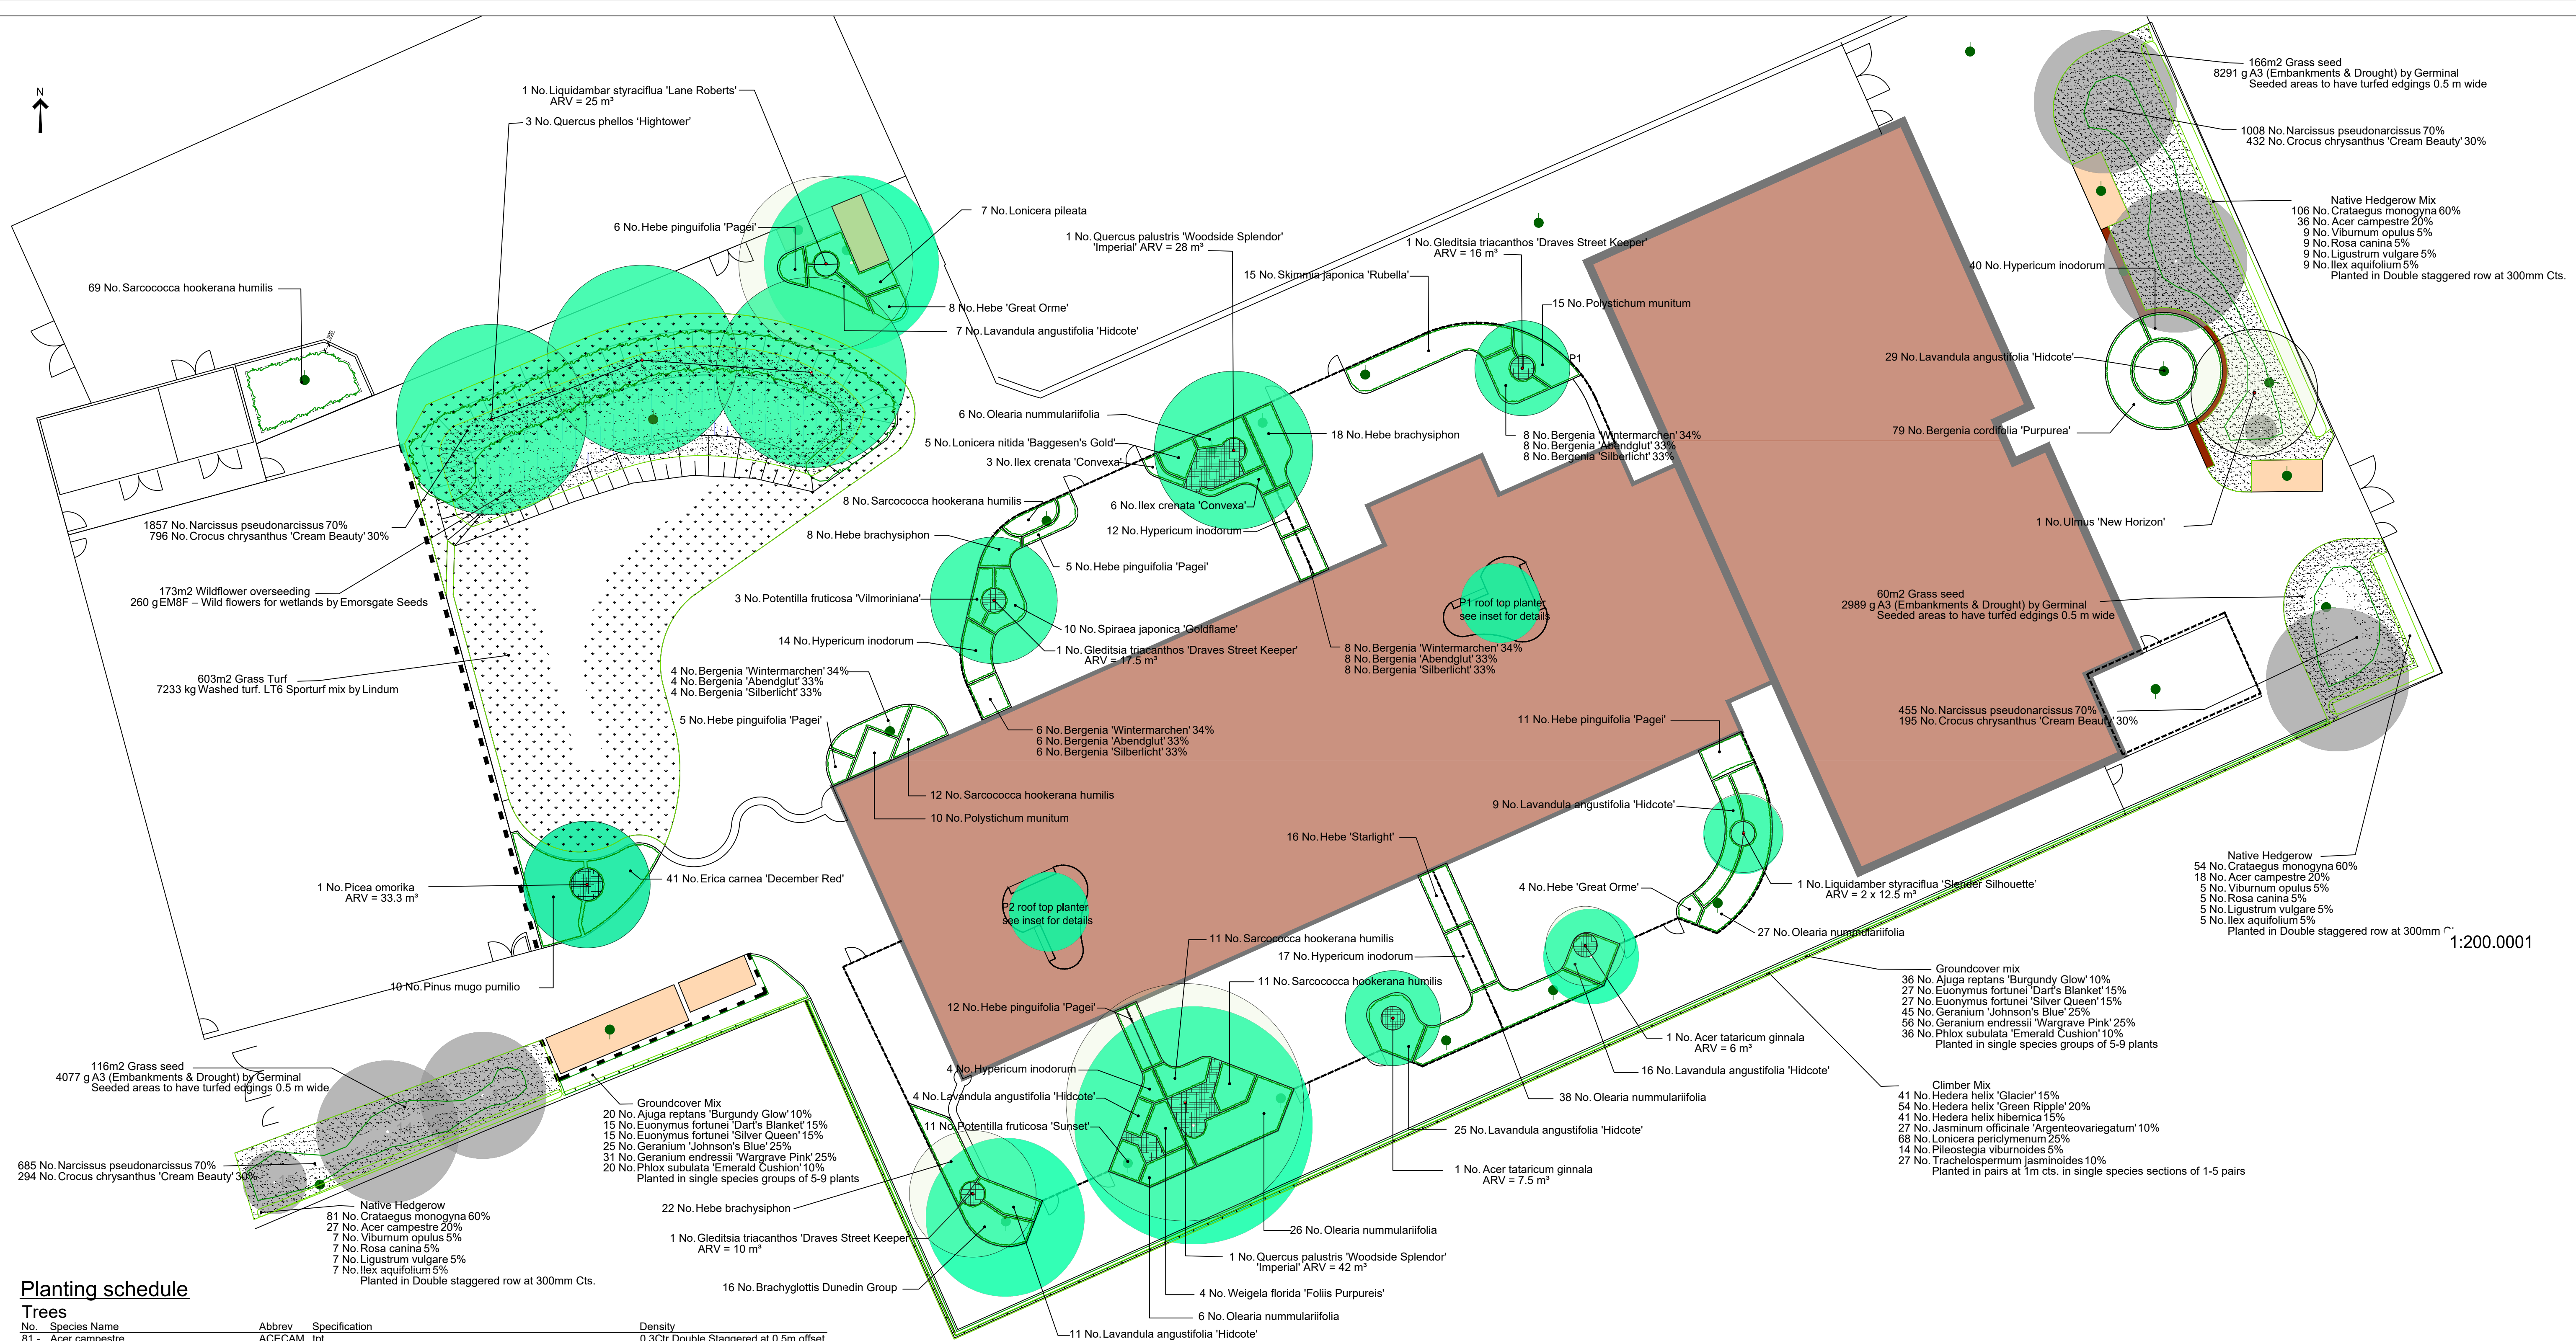 N
1 No. Liquidambar styraciflua 'Lane Roberts'
ARV = 25 m³
3 No. Quercus phellos ‘Hightower’
6 No. Hebe pinguifolia 'Pagei'
7 No. Lonicera pileata
8 No. Hebe 'Great Orme'
7 No. Lavandula angustifolia 'Hidcote'
69 No. Sarcococca hookerana humilis
1857 No. Narcissus pseudonarcissus 70%
796 No. Crocus chrysanthus 'Cream Beauty' 30%
173m2 Wildflower overseeding
260 g EM8F – Wild flowers for wetlands by Emorsgate Seeds
603m2 Grass Turf
7233 kg Washed turf. LT6 Sporturf mix by Lindum
1 No. Quercus palustris 'Woodside Splendor'
'Imperial' ARV = 28 m³
1 No. Gleditsia triacanthos 'Draves Street Keeper'
ARV = 16 m³
15 No. Skimmia japonica 'Rubella'
15 No. Polystichum munitum
P1
6 No. Olearia nummulariifolia
5 No. Lonicera nitida 'Baggesen's Gold'
3 No. Ilex crenata 'Convexa'
18 No. Hebe brachysiphon
8 No. Bergenia 'Wintermarchen' 34%
8 No. Bergenia 'Abendglut' 33%
8 No. Bergenia 'Silberlicht' 33%
8 No. Sarcococca hookerana humilis
6 No. Ilex crenata 'Convexa'
12 No. Hypericum inodorum
8 No. Hebe brachysiphon
5 No. Hebe pinguifolia 'Pagei'
3 No. Potentilla fruticosa 'Vilmoriniana'
10 No. Spiraea japonica 'Goldflame'
14 No. Hypericum inodorum
1 No. Gleditsia triacanthos 'Draves Street Keeper'
ARV = 17.5 m³
8 No. Bergenia 'Wintermarchen' 34%
8 No. Bergenia 'Abendglut' 33%
8 No. Bergenia 'Silberlicht' 33%
4 No. Bergenia 'Wintermarchen' 34%
4 No. Bergenia 'Abendglut' 33%
4 No. Bergenia 'Silberlicht' 33%
5 No. Hebe pinguifolia 'Pagei'
6 No. Bergenia 'Wintermarchen' 34%
6 No. Bergenia 'Abendglut' 33%
6 No. Bergenia 'Silberlicht' 33%
12 No. Sarcococca hookerana humilis
10 No. Polystichum munitum
P1 roof top planter
see inset for details
P2 roof top planter
see inset for details
166m2 Grass seed
8291 g A3 (Embankments & Drought) by Germinal
Seeded areas to have turfed edgings 0.5 m wide
1008 No. Narcissus pseudonarcissus 70%
432 No. Crocus chrysanthus 'Cream Beauty' 30%
Native Hedgerow Mix
106 No. Crataegus monogyna 60%
36 No. Acer campestre 20%
9 No. Viburnum opulus 5%
9 No. Rosa canina 5%
9 No. Ligustrum vulgare 5%
9 No. Ilex aquifolium 5%
Planted in Double staggered row at 300mm Cts.
40 No. Hypericum inodorum
29 No. Lavandula angustifolia 'Hidcote'
79 No. Bergenia cordifolia 'Purpurea'
1 No. Ulmus 'New Horizon'
60m2 Grass seed
2989 g A3 (Embankments & Drought) by Germinal
Seeded areas to have turfed edgings 0.5 m wide
455 No. Narcissus pseudonarcissus 70%
195 No. Crocus chrysanthus 'Cream Beauty' 30%
Native Hedgerow
54 No. Crataegus monogyna 60%
18 No. Acer campestre 20%
5 No. Viburnum opulus 5%
5 No. Rosa canina 5%
5 No. Ligustrum vulgare 5%
5 No. Ilex aquifolium 5%
Planted in Double staggered row at 300mm
1:200.0001
11 No. Hebe pinguifolia 'Pagei'
9 No. Lavandula angustifolia 'Hidcote'
16 No. Hebe 'Starlight'
4 No. Hebe 'Great Orme'
1 No. Liquidamber styraciflua 'Slender Silhouette'
ARV = 2 x 12.5 m³
27 No. Olearia nummulariifolia
1 No. Picea omorika
ARV = 33.3 m³
41 No. Erica carnea 'December Red'
10 No. Pinus mugo pumilio
11 No. Sarcococca hookerana humilis
17 No. Hypericum inodorum
11 No. Sarcococca hookerana humilis
12 No. Hebe pinguifolia 'Pagei'
Groundcover mix
36 No. Ajuga reptans 'Burgundy Glow' 10%
27 No. Euonymus fortunei 'Dart's Blanket' 15%
27 No. Euonymus fortunei 'Silver Queen' 15%
45 No. Geranium 'Johnson's Blue' 25%
56 No. Geranium endressii 'Wargrave Pink' 25%
36 No. Phlox subulata 'Emerald Cushion' 10%
Planted in single species groups of 5-9 plants
1 No. Acer tataricum ginnala
ARV = 6 m³
16 No. Lavandula angustifolia 'Hidcote'
38 No. Olearia nummulariifolia
25 No. Lavandula angustifolia 'Hidcote'
1 No. Acer tataricum ginnala
ARV = 7.5 m³
Climber Mix
41 No. Hedera helix 'Glacier' 15%
54 No. Hedera helix 'Green Ripple' 20%
41 No. Hedera helix hibernica 15%
27 No. Jasminum officinale 'Argenteovariegatum' 10%
68 No. Lonicera periclymenum 25%
14 No. Pileostegia viburnoides 5%
27 No. Trachelospermum jasminoides 10%
Planted in pairs at 1m cts. in single species sections of 1-5 pairs
116m2 Grass seed
4077 g A3 (Embankments & Drought) by Germinal
Seeded areas to have turfed edgings 0.5 m wide
685 No. Narcissus pseudonarcissus 70%
294 No. Crocus chrysanthus 'Cream Beauty' 30%
Native Hedgerow
81 No. Crataegus monogyna 60%
27 No. Acer campestre 20%
7 No. Viburnum opulus 5%
7 No. Rosa canina 5%
7 No. Ligustrum vulgare 5%
7 No. Ilex aquifolium 5%
Planted in Double staggered row at 300mm Cts.
Groundcover Mix
20 No. Ajuga reptans 'Burgundy Glow' 10%
15 No. Euonymus fortunei 'Dart's Blanket' 15%
15 No. Euonymus fortunei 'Silver Queen' 15%
25 No. Geranium 'Johnson's Blue' 25%
31 No. Geranium endressii 'Wargrave Pink' 25%
20 No. Phlox subulata 'Emerald Cushion' 10%
Planted in single species groups of 5-9 plants
4 No. Hypericum inodorum
4 No. Lavandula angustifolia 'Hidcote'
11 No. Potentilla fruticosa 'Sunset'
22 No. Hebe brachysiphon
1 No. Gleditsia triacanthos 'Draves Street Keeper'
ARV = 10 m³
16 No. Brachyglottis Dunedin Group
26 No. Olearia nummulariifolia
1 No. Quercus palustris 'Woodside Splendor'
'Imperial' ARV = 42 m³
4 No. Weigela florida 'Foliis Purpureis'
6 No. Olearia nummulariifolia
11 No. Lavandula angustifolia 'Hidcote'
Planting schedule
Trees
No. Species Name Abbrev Specification Density
81 - Acer campestre ACECAM tpt 0.3Ctr Double Staggered at 0.5m offset